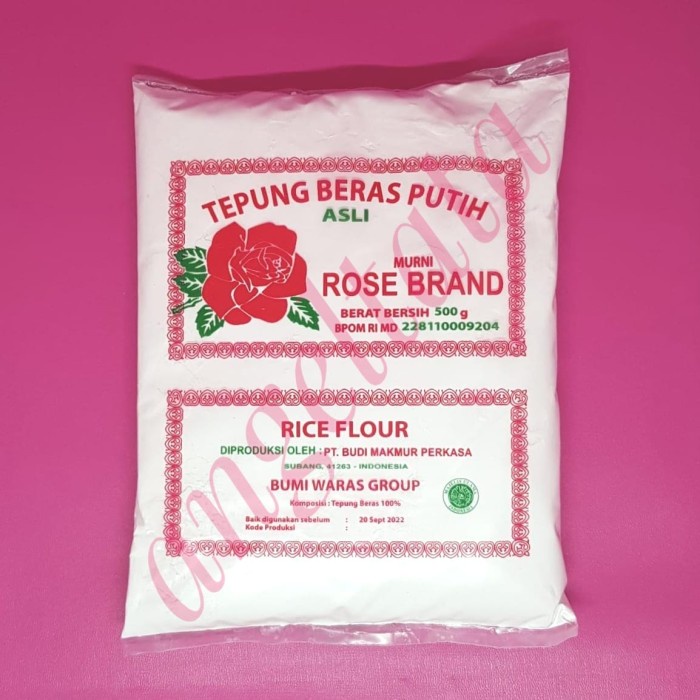 TEPUNG BERAS PUTIH
ASLI
MURNI
ROSE BRAND
BERAT BERSIH 500 g
BPOM RI MD 228110009204
RICE FLOUR
DIPRODUKSI OLEH : PT. BUDI MAKMUR PERKASA
SUBANG, 41263 - INDONESIA
BUMI WARAS GROUP
Komposisi : Tepung Beras 100%
Baik digunakan sebelum : 20 Sept 2022
Kode Produksi :
angeltara